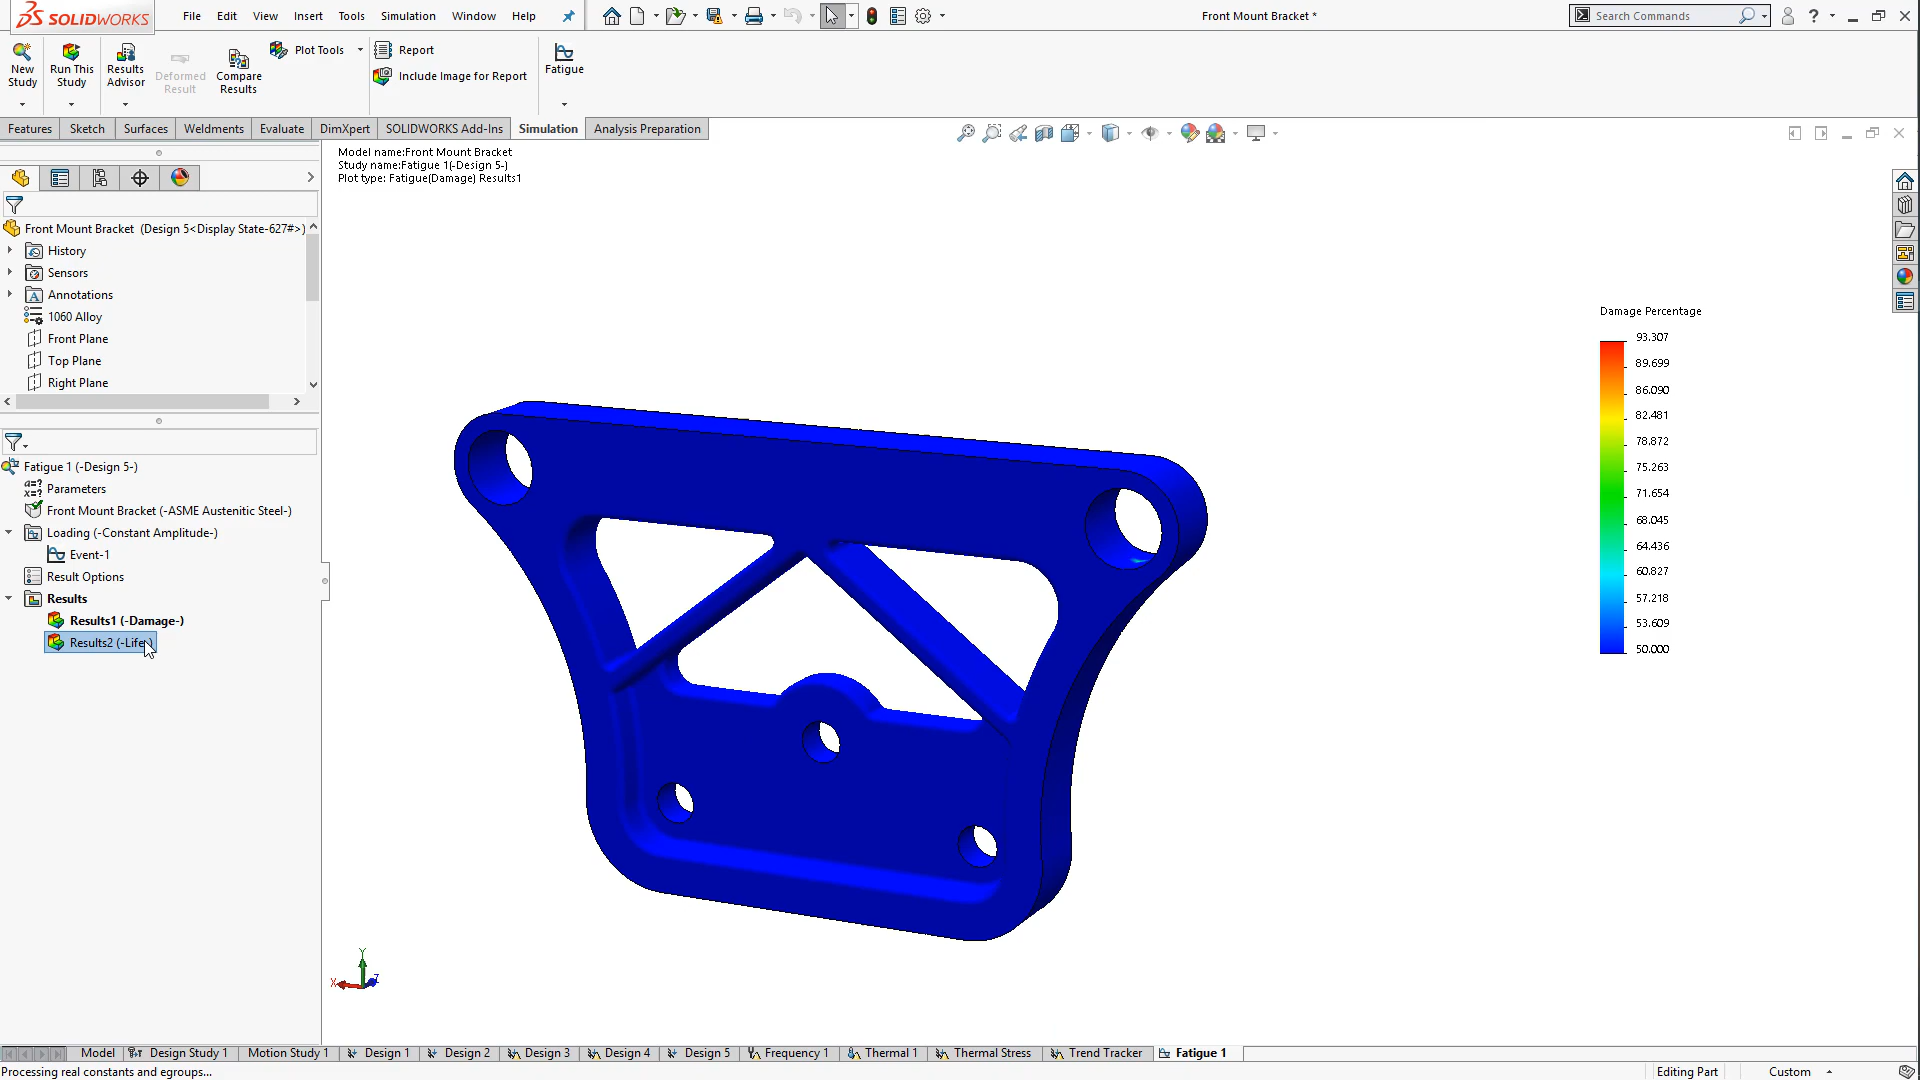 SOLIDWORKS
File Edit View Insert Tools Simulation Window Help
Front Mount Bracket *
Search Commands
?
New Study
Run This Study
Results Advisor
Deformed Result
Compare Results
Plot Tools
Report
Include Image for Report
Fatigue
Features Sketch Surfaces Weldments Evaluate DimXpert SOLIDWORKS Add-Ins Simulation Analysis Preparation
Model name:Front Mount Bracket
Study name:Fatigue 1(-Design 5-)
Plot type: Fatigue(Damage) Results1
Front Mount Bracket (Design 5<Display State-627#>)
History
Sensors
Annotations
1060 Alloy
Front Plane
Top Plane
Right Plane
Fatigue 1 (-Design 5-)
Parameters
Front Mount Bracket (-ASME Austenitic Steel-)
Loading (-Constant Amplitude-)
Event-1
Result Options
Results
Results1 (-Damage-)
Results2 (-Life-)
Damage Percentage
93.307
89.699
86.090
82.481
78.872
75.263
71.654
68.045
64.436
60.827
57.218
53.609
50.000
Y
X
Z
Model Design Study 1 Motion Study 1 Design 1 Design 2 Design 3 Design 4 Design 5 Frequency 1 Thermal 1 Thermal Stress Trend Tracker Fatigue 1
Processing real constants and egroups...
Editing Part
Custom